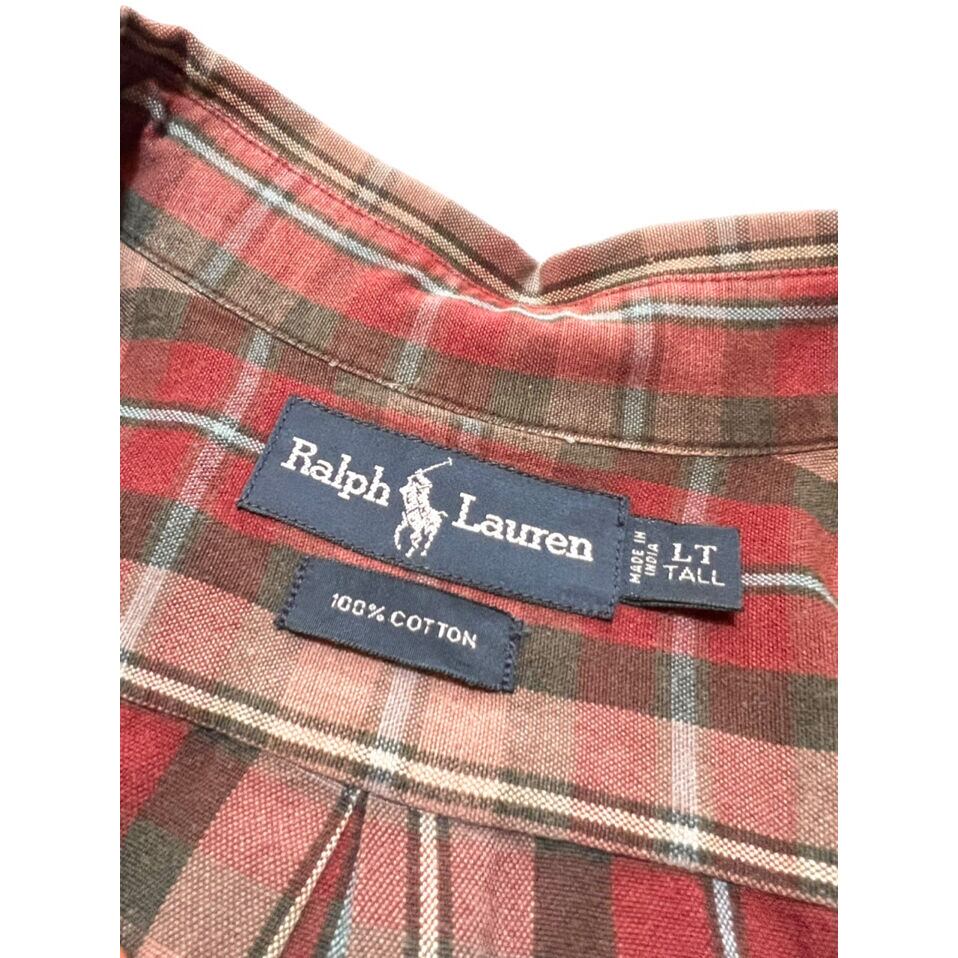 Ralph Lauren
MADE IN
INDIA
LT
TALL
100% COTTON